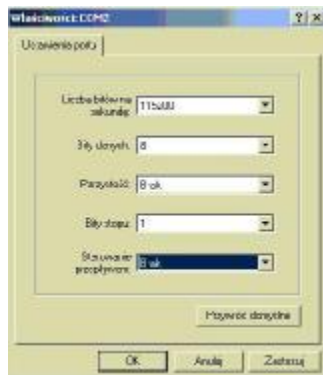 Właściwości: COM2
Ustawienia portu
Liczba bitów na
sekundę: 115200
Bity danych: 8
Parzystość: Brak
Bity stopu: 1
Sterowanie
przepływem: Brak
Przywróć domyślne
OK Anuluj Zastosuj